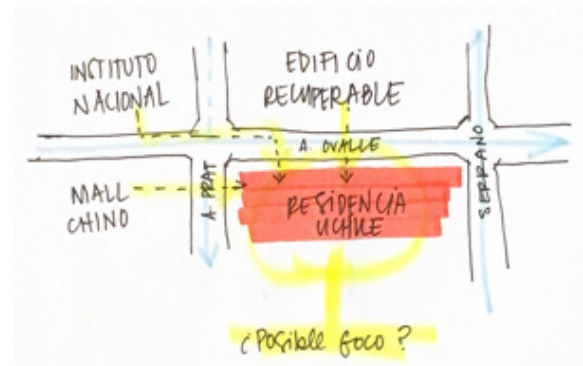 INSTITUTO
NACIONAL
EDIFICIO
RECUPERABLE
A. OVALLE
MALL
CHINO
A. PRAT
RESIDENCIA
UCHILE
SERRANO
¿Posible foco?